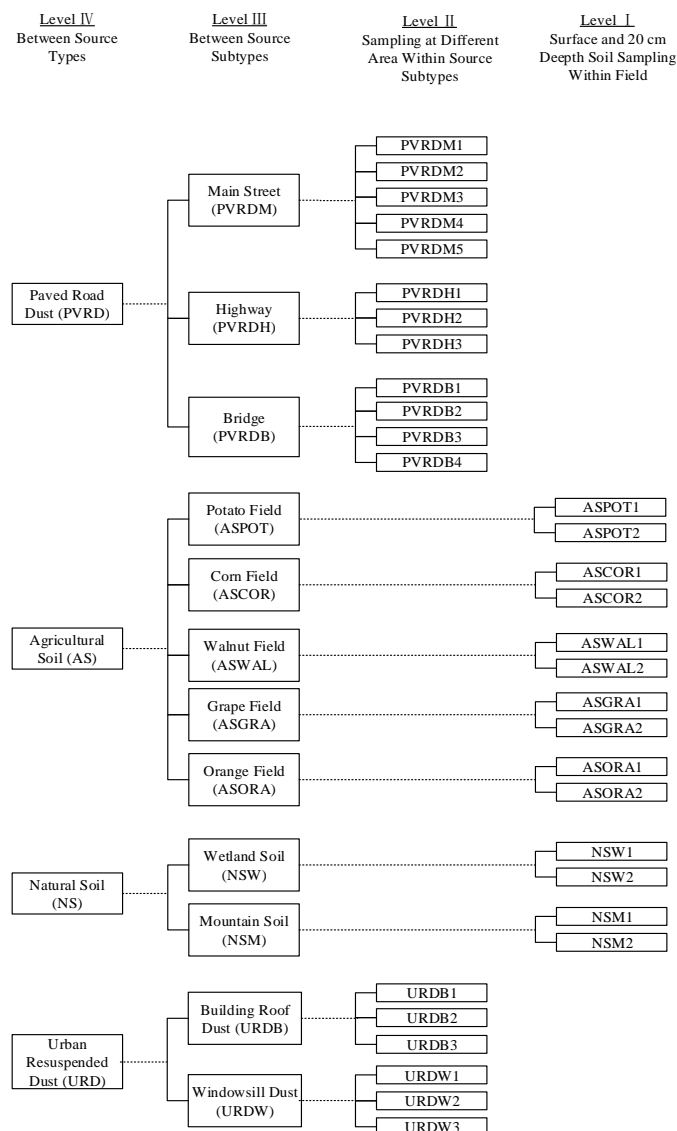 Level Ⅳ
Between Source
Types
Level Ⅲ
Between Source
Subtypes
Level Ⅱ
Sampling at Different
Area Within Source
Subtypes
Level Ⅰ
Surface and 20 cm
Deepth Soil Sampling
Within Field
Paved Road
Dust (PVRD)
Main Street
(PVRDM)
PVRDM1
PVRDM2
PVRDM3
PVRDM4
PVRDM5
Highway
(PVRDH)
PVRDH1
PVRDH2
PVRDH3
Bridge
(PVRDB)
PVRDB1
PVRDB2
PVRDB3
PVRDB4
Agricultural
Soil (AS)
Potato Field
(ASPOT)
ASPOT1
ASPOT2
Corn Field
(ASCOR)
ASCOR1
ASCOR2
Walnut Field
(ASWAL)
ASWAL1
ASWAL2
Grape Field
(ASGRA)
ASGRA1
ASGRA2
Orange Field
(ASORA)
ASORA1
ASORA2
Natural Soil
(NS)
Wetland Soil
(NSW)
NSW1
NSW2
Mountain Soil
(NSM)
NSM1
NSM2
Urban
Resuspended
Dust (URD)
Building Roof
Dust (URDB)
URDB1
URDB2
URDB3
Windowsill Dust
(URDW)
URDW1
URDW2
URDW3